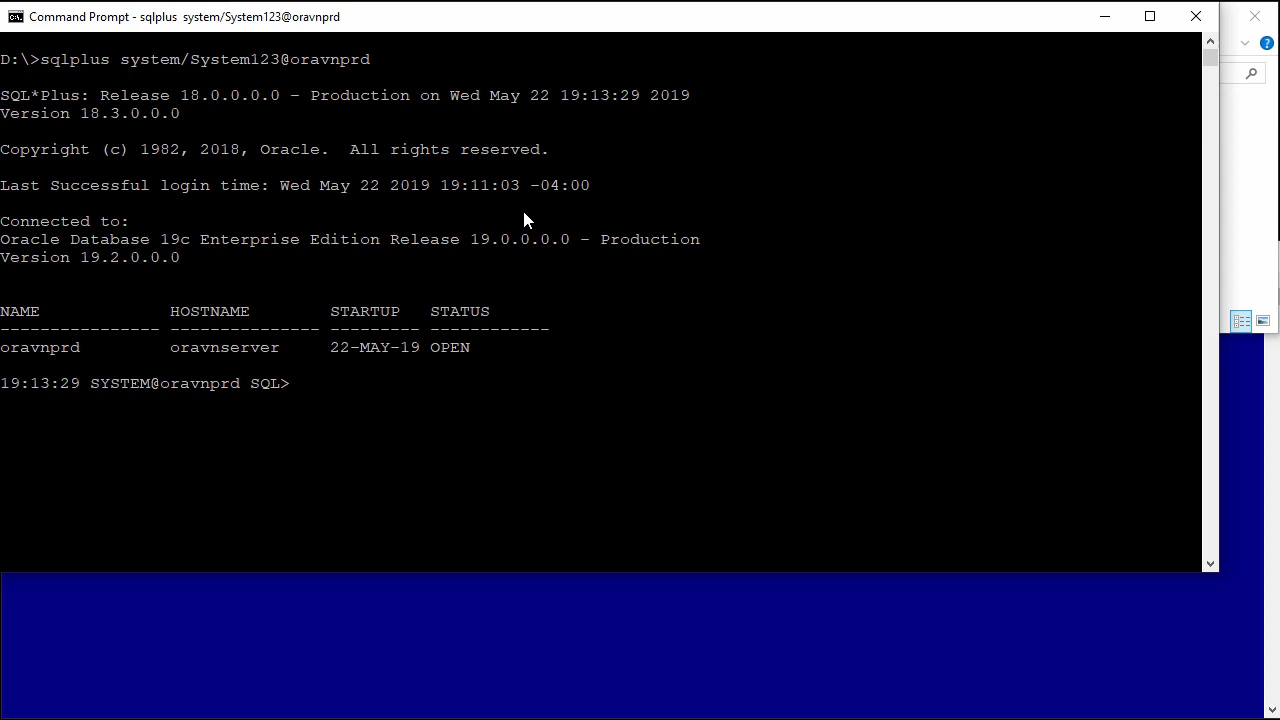 Command Prompt - sqlplus  system/System123@oravnprd
D:\>sqlplus system/System123@oravnprd
SQL*Plus: Release 18.0.0.0.0 - Production on Wed May 22 19:13:29 2019
Version 18.3.0.0.0
Copyright (c) 1982, 2018, Oracle.  All rights reserved.
Last Successful login time: Wed May 22 2019 19:11:03 -04:00
Connected to:
Oracle Database 19c Enterprise Edition Release 19.0.0.0.0 - Production
Version 19.2.0.0.0
NAME             HOSTNAME        STARTUP   STATUS
---------------- --------------- --------- ------------
oravnprd         oravnserver     22-MAY-19 OPEN
19:13:29 SYSTEM@oravnprd SQL>